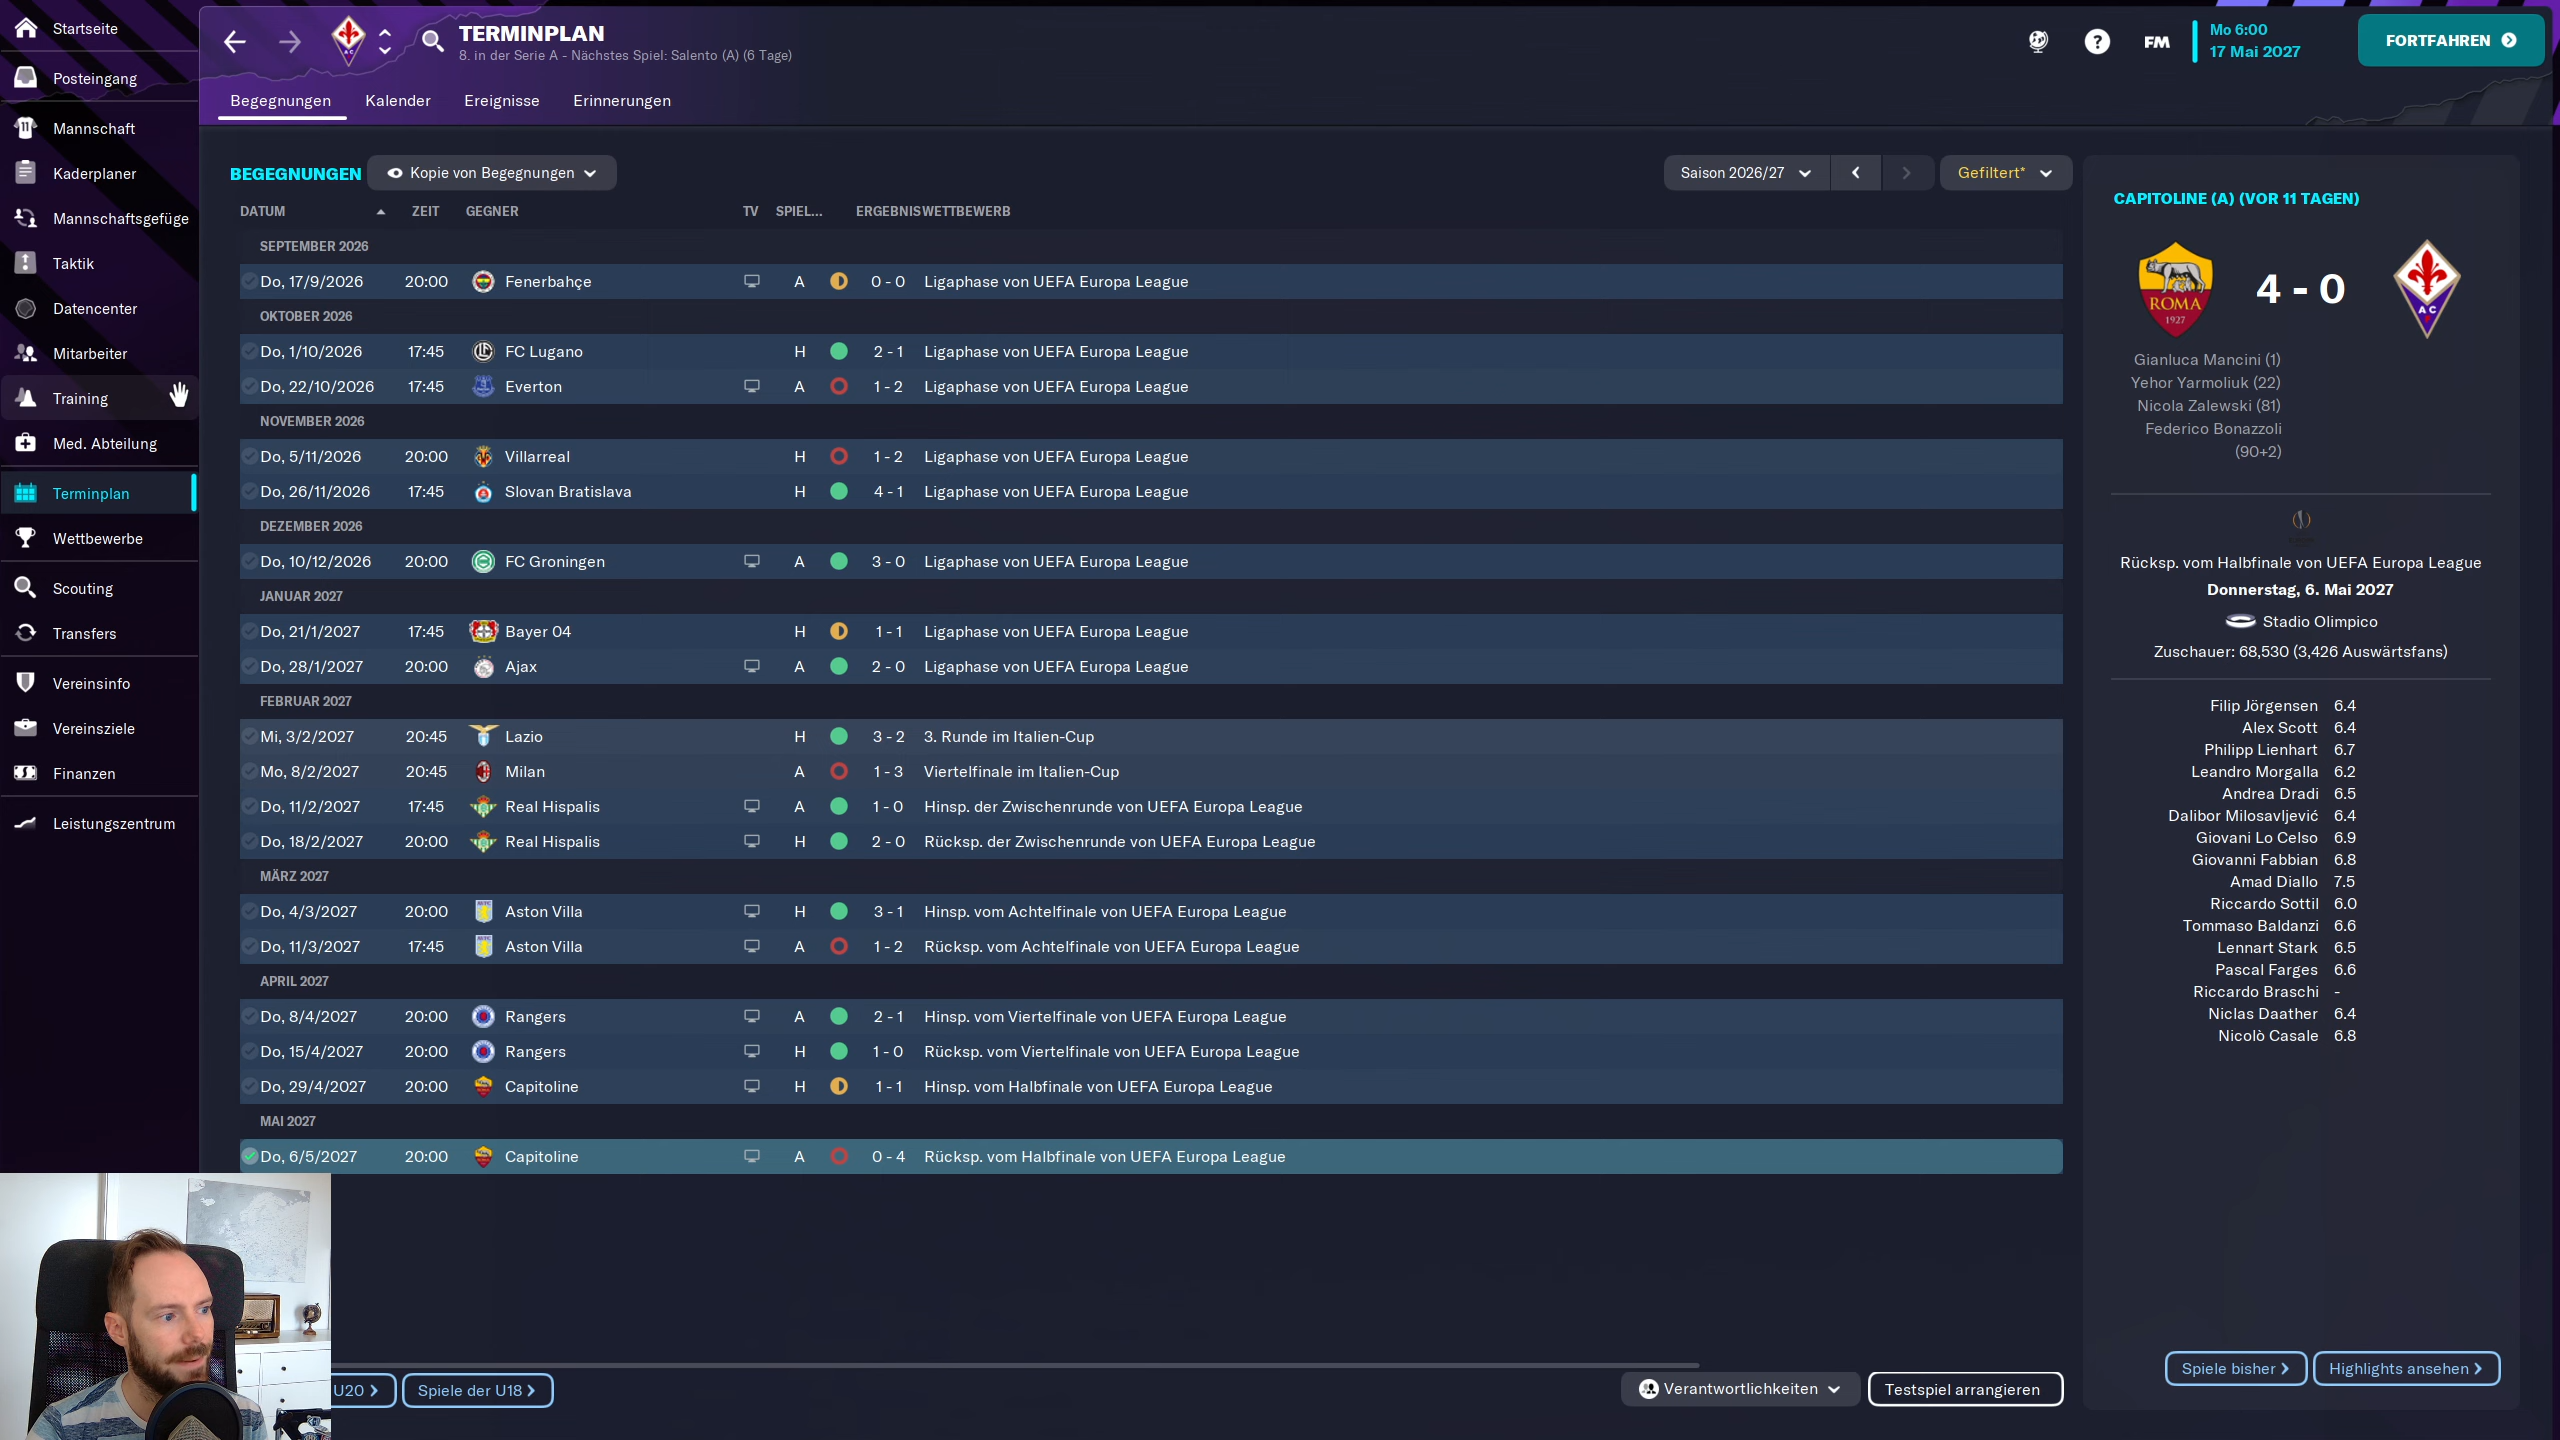 Startseite
Posteingang
Mannschaft
Kaderplaner
Mannschaftsgefüge
Taktik
Datencenter
Mitarbeiter
Training
Med. Abteilung
Terminplan
Wettbewerbe
Scouting
Transfers
Vereinsinfo
Vereinsziele
Finanzen
Leistungszentrum
TERMINPLAN
8. in der Serie A - Nächstes Spiel: Salento (A) (6 Tage)
FM
Mo 6:00
17 Mai 2027
FORTFAHREN
Begegnungen Kalender Ereignisse Erinnerungen
BEGEGNUNGEN Kopie von Begegnungen Saison 2026/27 Gefiltert*
DATUM ZEIT GEGNER TV SPIEL... ERGEBNIS WETTBEWERB
SEPTEMBER 2026
Do, 17/9/2026 20:00 Fenerbahçe A 0 - 0 Ligaphase von UEFA Europa League
OKTOBER 2026
Do, 1/10/2026 17:45 FC Lugano H 2 - 1 Ligaphase von UEFA Europa League
Do, 22/10/2026 17:45 Everton A 1 - 2 Ligaphase von UEFA Europa League
NOVEMBER 2026
Do, 5/11/2026 20:00 Villarreal H 1 - 2 Ligaphase von UEFA Europa League
Do, 26/11/2026 17:45 Slovan Bratislava H 4 - 1 Ligaphase von UEFA Europa League
DEZEMBER 2026
Do, 10/12/2026 20:00 FC Groningen A 3 - 0 Ligaphase von UEFA Europa League
JANUAR 2027
Do, 21/1/2027 17:45 Bayer 04 H 1 - 1 Ligaphase von UEFA Europa League
Do, 28/1/2027 20:00 Ajax A 2 - 0 Ligaphase von UEFA Europa League
FEBRUAR 2027
Mi, 3/2/2027 20:45 Lazio H 3 - 2 3. Runde im Italien-Cup
Mo, 8/2/2027 20:45 Milan A 1 - 3 Viertelfinale im Italien-Cup
Do, 11/2/2027 17:45 Real Hispalis A 1 - 0 Hinsp. der Zwischenrunde von UEFA Europa League
Do, 18/2/2027 20:00 Real Hispalis H 2 - 0 Rücksp. der Zwischenrunde von UEFA Europa League
MÄRZ 2027
Do, 4/3/2027 20:00 Aston Villa H 3 - 1 Hinsp. vom Achtelfinale von UEFA Europa League
Do, 11/3/2027 17:45 Aston Villa A 1 - 2 Rücksp. vom Achtelfinale von UEFA Europa League
APRIL 2027
Do, 8/4/2027 20:00 Rangers A 2 - 1 Hinsp. vom Viertelfinale von UEFA Europa League
Do, 15/4/2027 20:00 Rangers H 1 - 0 Rücksp. vom Viertelfinale von UEFA Europa League
Do, 29/4/2027 20:00 Capitoline H 1 - 1 Hinsp. vom Halbfinale von UEFA Europa League
MAI 2027
Do, 6/5/2027 20:00 Capitoline A 0 - 4 Rücksp. vom Halbfinale von UEFA Europa League
U20 Spiele der U18 Verantwortlichkeiten Testspiel arrangieren
CAPITOLINE (A) (VOR 11 TAGEN)
ROMA
1927
4 - 0
AC
Gianluca Mancini (1)
Yehor Yarmoliuk (22)
Nicola Zalewski (81)
Federico Bonazzoli
(90+2)
Rücksp. vom Halbfinale von UEFA Europa League
Donnerstag, 6. Mai 2027
Stadio Olimpico
Zuschauer: 68,530 (3,426 Auswärtsfans)
Filip Jörgensen 6.4
Alex Scott 6.4
Philipp Lienhart 6.7
Leandro Morgalla 6.2
Andrea Dradi 6.5
Dalibor Milosavljević 6.4
Giovani Lo Celso 6.9
Giovanni Fabbian 6.8
Amad Diallo 7.5
Riccardo Sottil 6.0
Tommaso Baldanzi 6.6
Lennart Stark 6.5
Pascal Farges 6.6
Riccardo Braschi -
Niclas Daather 6.4
Nicolò Casale 6.8
Spiele bisher Highlights ansehen